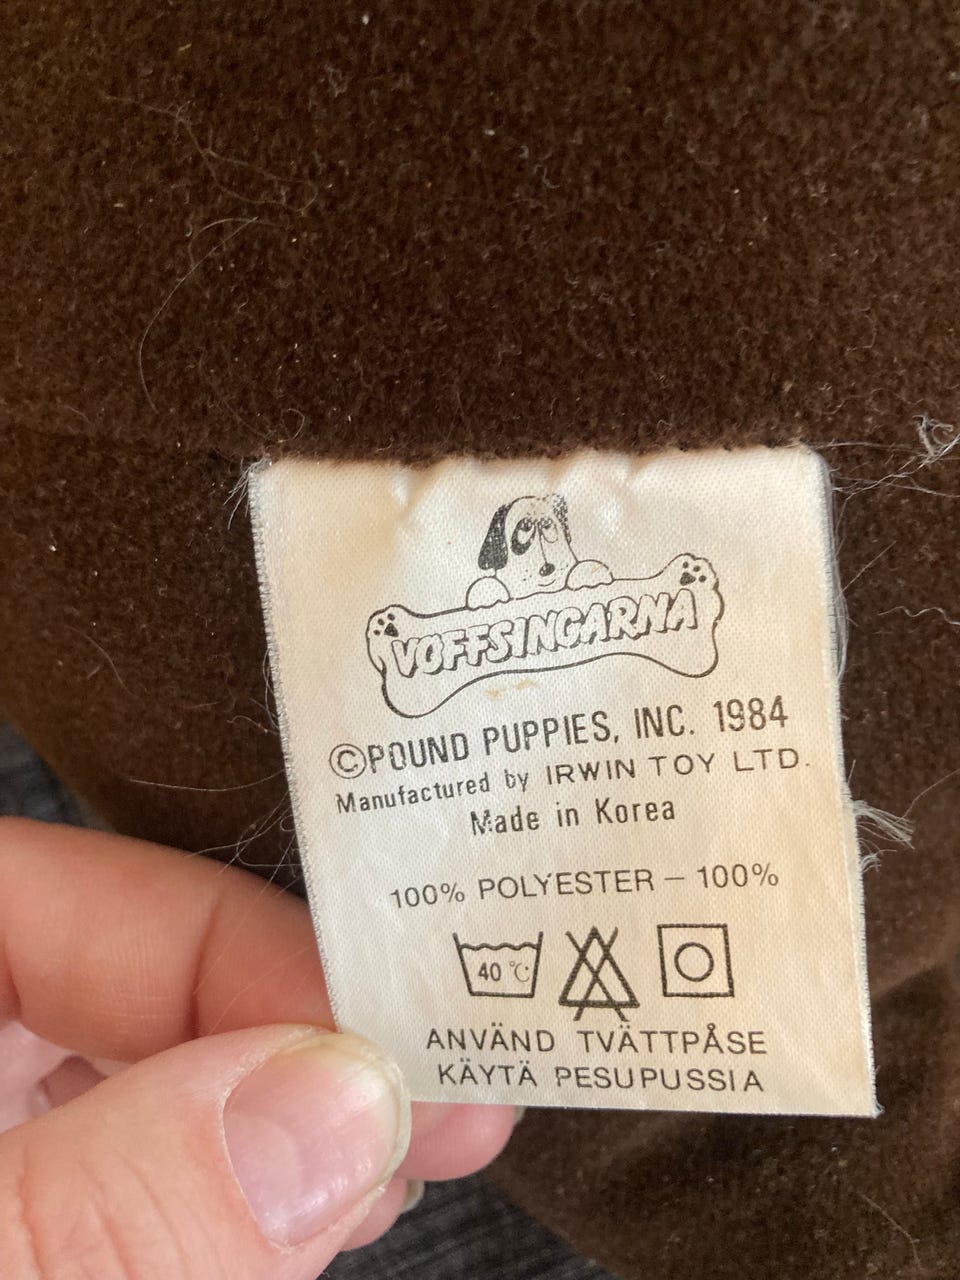 VOFFSINGARNA
©POUND PUPPIES, INC. 1984
Manufactured by IRWIN TOY LTD.
Made in Korea
100% POLYESTER — 100%
40 °C
ANVÄND TVÄTTPÅSE
KÄYTÄ PESUPUSSIA